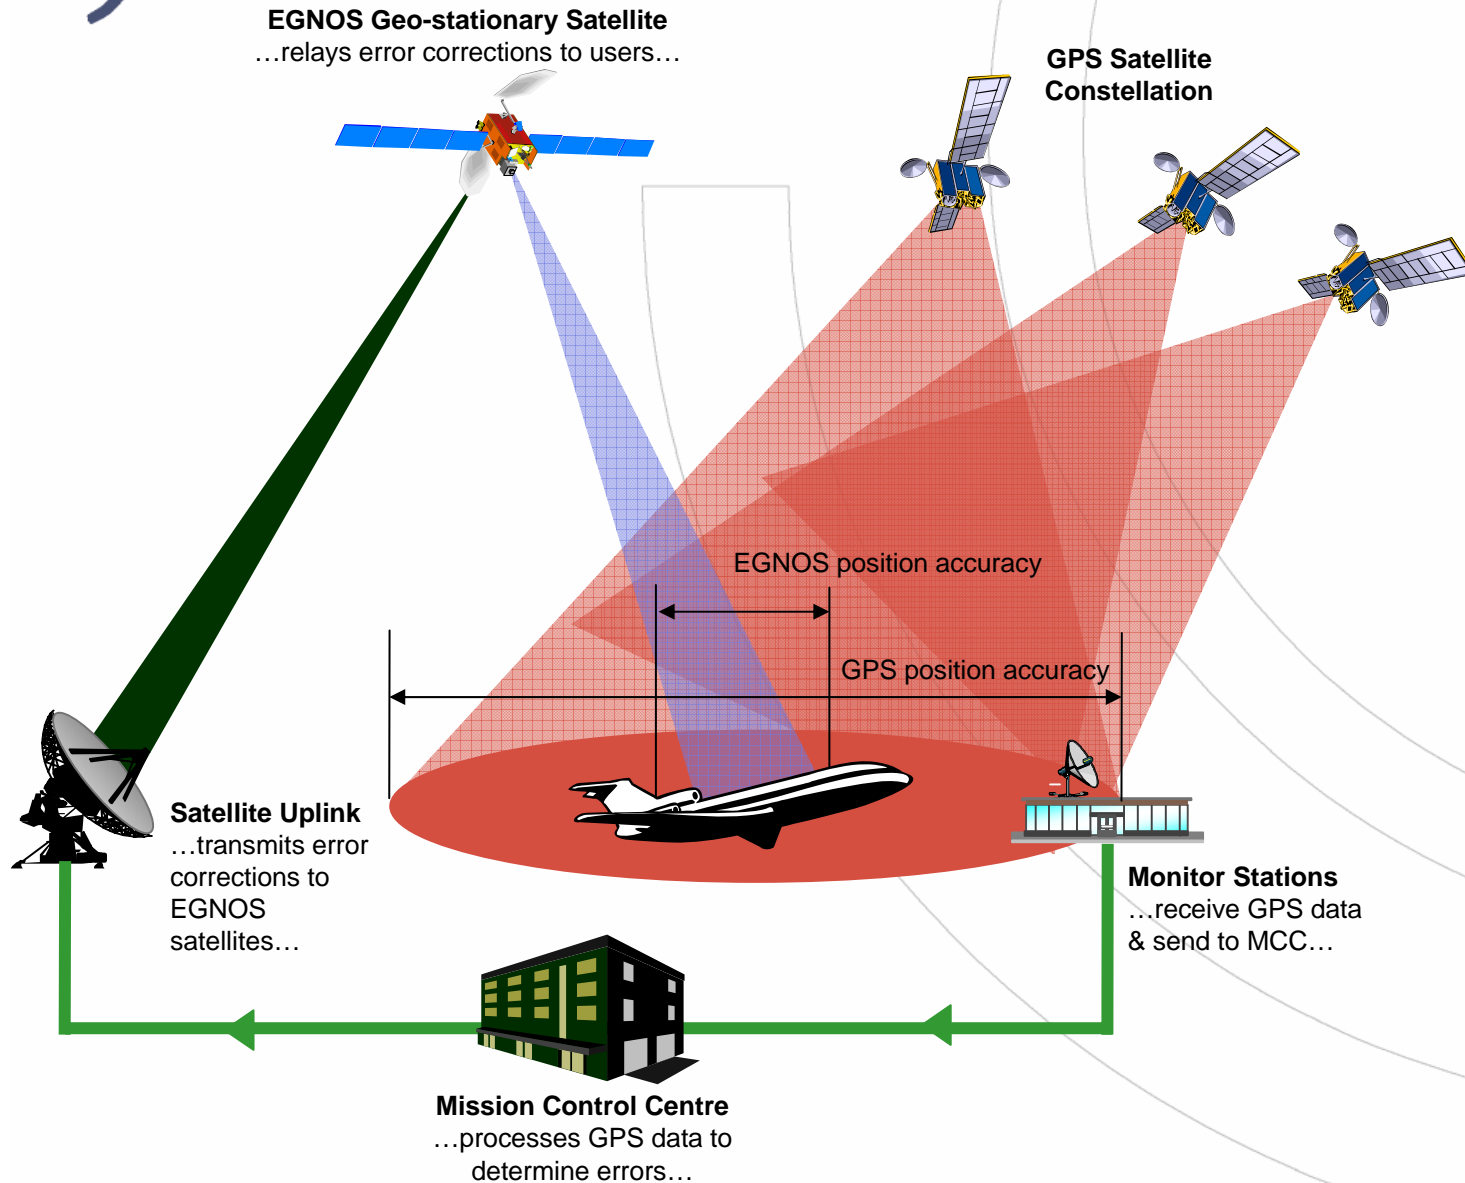 EGNOS Geo-stationary Satellite
…relays error corrections to users…
GPS Satellite
Constellation
EGNOS position accuracy
GPS position accuracy
Satellite Uplink
…transmits error
corrections to
EGNOS
satellites…
Monitor Stations
…receive GPS data
& send to MCC…
Mission Control Centre
…processes GPS data to
determine errors…